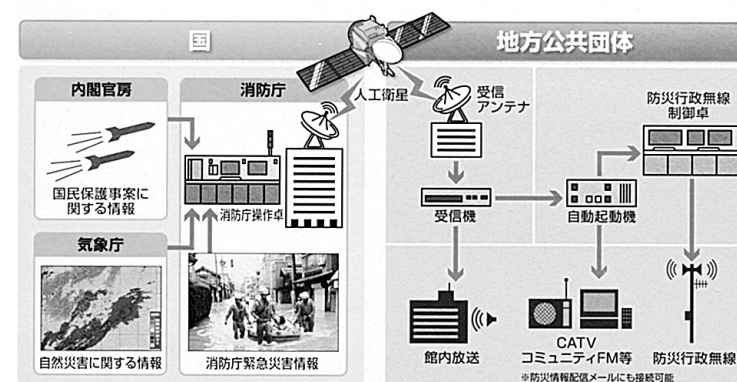 国
地方公共団体
内閣官房
国民保護事案に
関する情報
気象庁
自然災害に関する情報
消防庁
消防庁操作卓
消防庁緊急災害情報
人工衛星
受信
アンテナ
受信機
館内放送
自動起動機
CATV
コミュニティFM等
※防災情報配信メールにも接続可能
防災行政無線
制御卓
防災行政無線